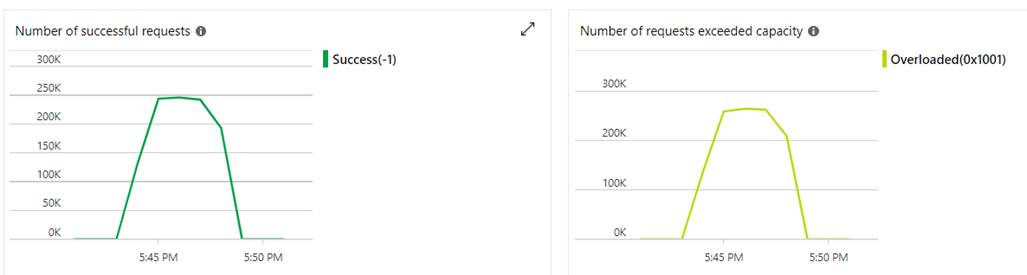 Number of successful requests
300K
250K
200K
150K
100K
50K
0K
5:45 PM 5:50 PM
Success(-1)
Number of requests exceeded capacity
300K
200K
100K
0K
5:45 PM 5:50 PM
Overloaded(0x1001)